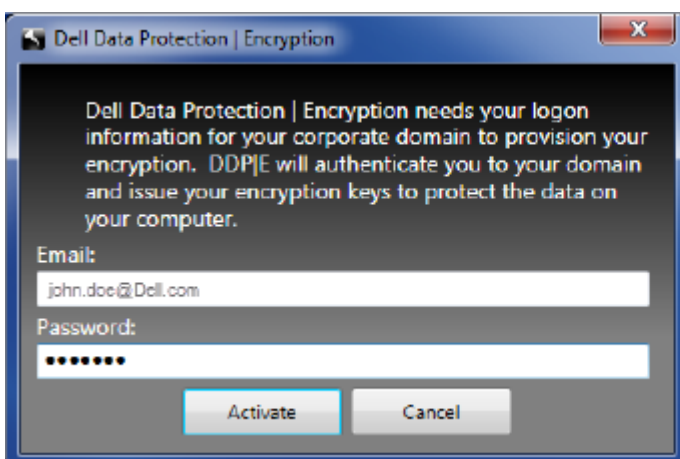 Dell Data Protection | Encryption
X
Dell Data Protection | Encryption needs your logon
information for your corporate domain to provision your
encryption. DDP|E will authenticate you to your domain
and issue your encryption keys to protect the data on
your computer.
Email:
john.doe@Dell.com
Password:
•••••••
Activate Cancel